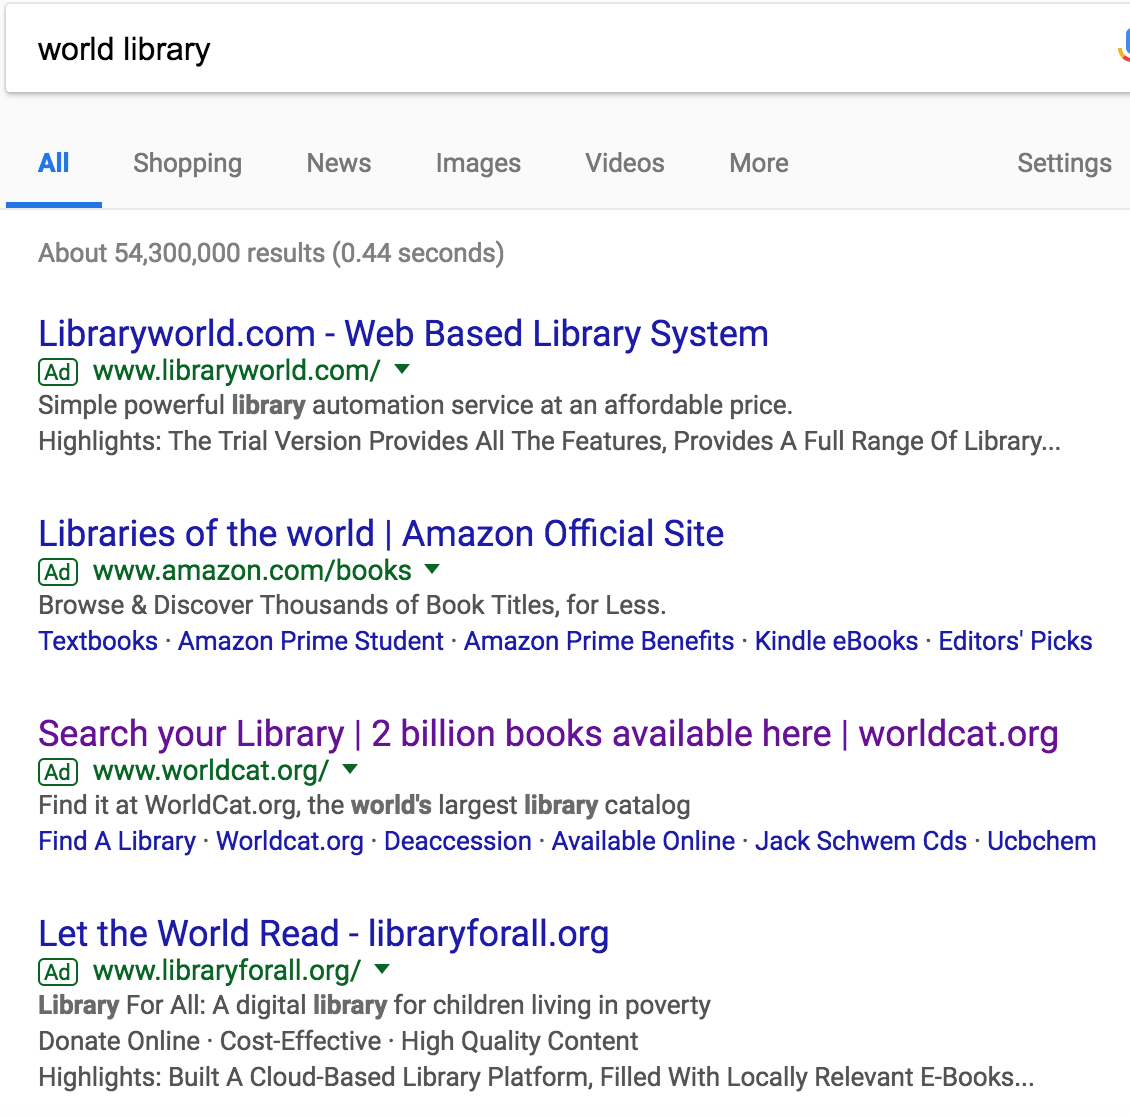 world library
All Shopping News Images Videos More Settings
About 54,300,000 results (0.44 seconds)
Libraryworld.com - Web Based Library System
Ad www.libraryworld.com/
Simple powerful library automation service at an affordable price.
Highlights: The Trial Version Provides All The Features, Provides A Full Range Of Library...
Libraries of the world | Amazon Official Site
Ad www.amazon.com/books
Browse & Discover Thousands of Book Titles, for Less.
Textbooks · Amazon Prime Student · Amazon Prime Benefits · Kindle eBooks · Editors' Picks
Search your Library | 2 billion books available here | worldcat.org
Ad www.worldcat.org/
Find it at WorldCat.org, the world's largest library catalog
Find A Library · Worldcat.org · Deaccession · Available Online · Jack Schwem Cds · Ucbchem
Let the World Read - libraryforall.org
Ad www.libraryforall.org/
Library For All: A digital library for children living in poverty
Donate Online · Cost-Effective · High Quality Content
Highlights: Built A Cloud-Based Library Platform, Filled With Locally Relevant E-Books...